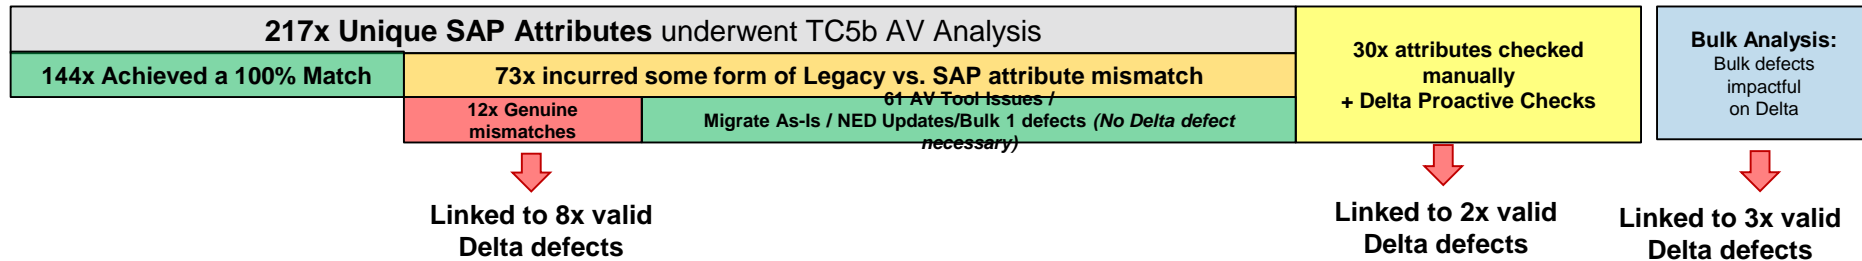 217x Unique SAP Attributes underwent TC5b AV Analysis
144x Achieved a 100% Match
73x incurred some form of Legacy vs. SAP attribute mismatch
12x Genuine
mismatches
61 AV Tool Issues /
Migrate As-Is / NED Updates/Bulk 1 defects (No Delta defect
necessary)
30x attributes checked
manually
+ Delta Proactive Checks
Bulk Analysis:
Bulk defects
impactful
on Delta
Linked to 8x valid
Delta defects
Linked to 2x valid
Delta defects
Linked to 3x valid
Delta defects